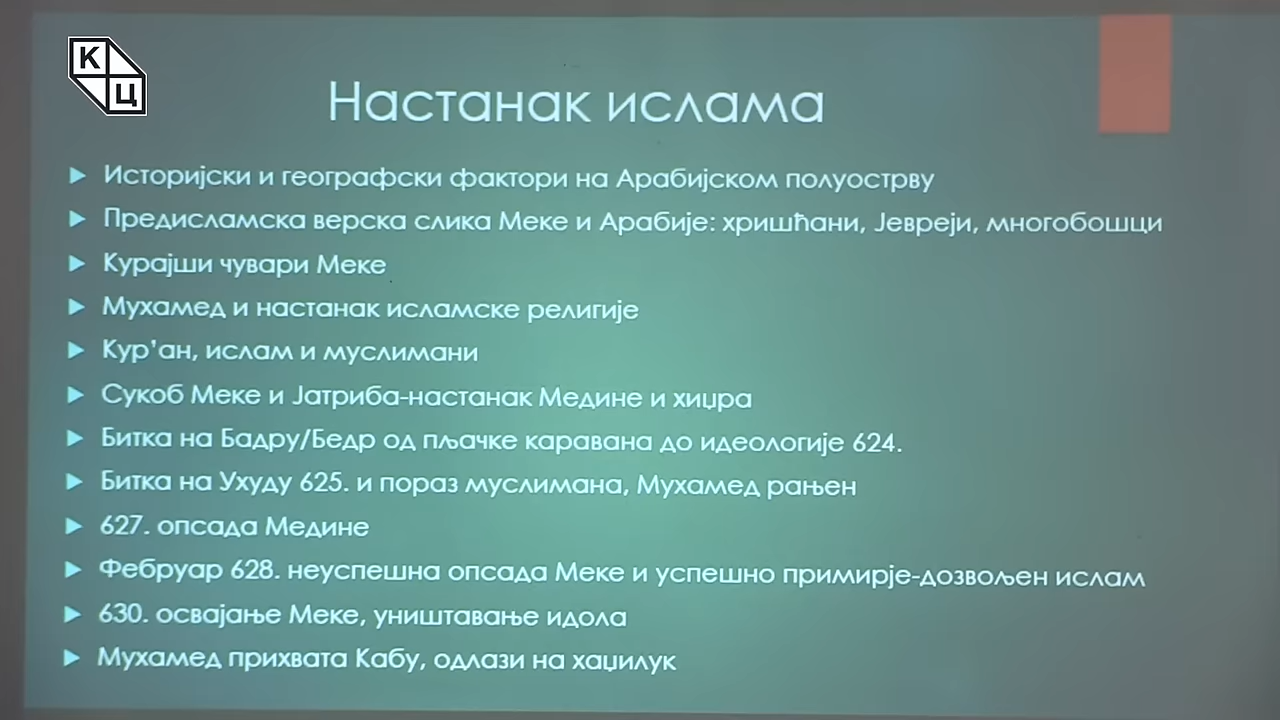 К
Ц
Настанак ислама
Историјски и географски фактори на Арабијском полуострву
Предисламска верска слика Меке и Арабије: хришћани, Јевреји, многобошци
Курајши чувари Меке
Мухамед и настанак исламске религије
Кур’ан, ислам и муслимани
Сукоб Меке и Јатриба-настанак Медине и хиџра
Битка на Бадру/Бедр од пљачке каравана до идеологије 624.
Битка на Ухуду 625. и пораз муслимана, Мухамед рањен
627. опсада Медине
Фебруар 628. неуспешна опсада Меке и успешно примирје-дозвољен ислам
630. освајање Меке, уништавање идола
Мухамед прихвата Кабу, одлази на хаџилук